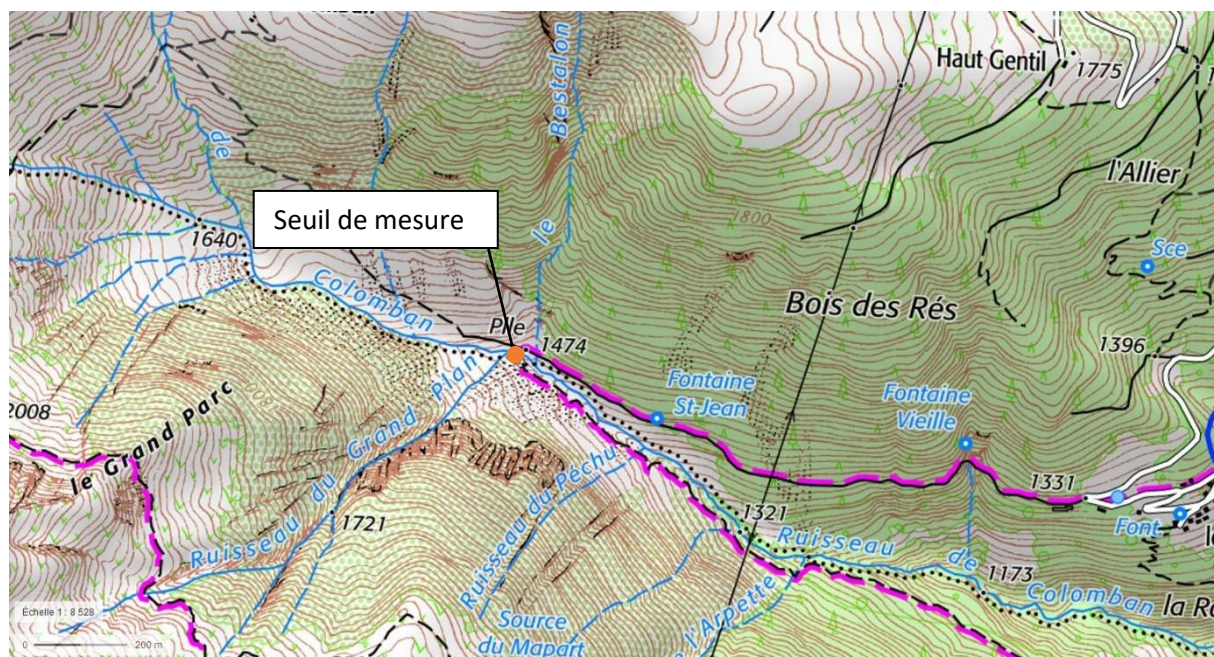 de
Bestalon
le
Haut Gentil
1775
l'Allier
Sce
1640
Seuil de mesure
1800
Colomban
Plle
1474
Bois des Rés
1396
Fontaine
St-Jean
Fontaine
Vieille
2008
le Grand Parc
Ruisseau du Grand Plan
1721
Ruisseau du Péchu
1321
1331
Font.
Ruisseau de Colomban
1173
la Ro
Source
du Mapart
l'Arpette
Échelle 1 : 8 528
0
200 m